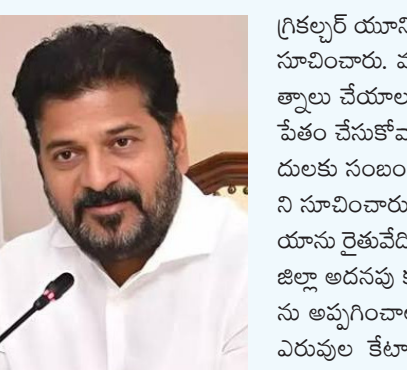 గ్రికల్చర్ యూని
సూచించారు. వ
త్నాలు చేయాల
పేతం చేసుకోవా
దులకు సంబం
ని సూచించారు
యాను రైతువేది
జిల్లా అదనపు క
ను అప్పగించాల
ఎరువుల కేటా